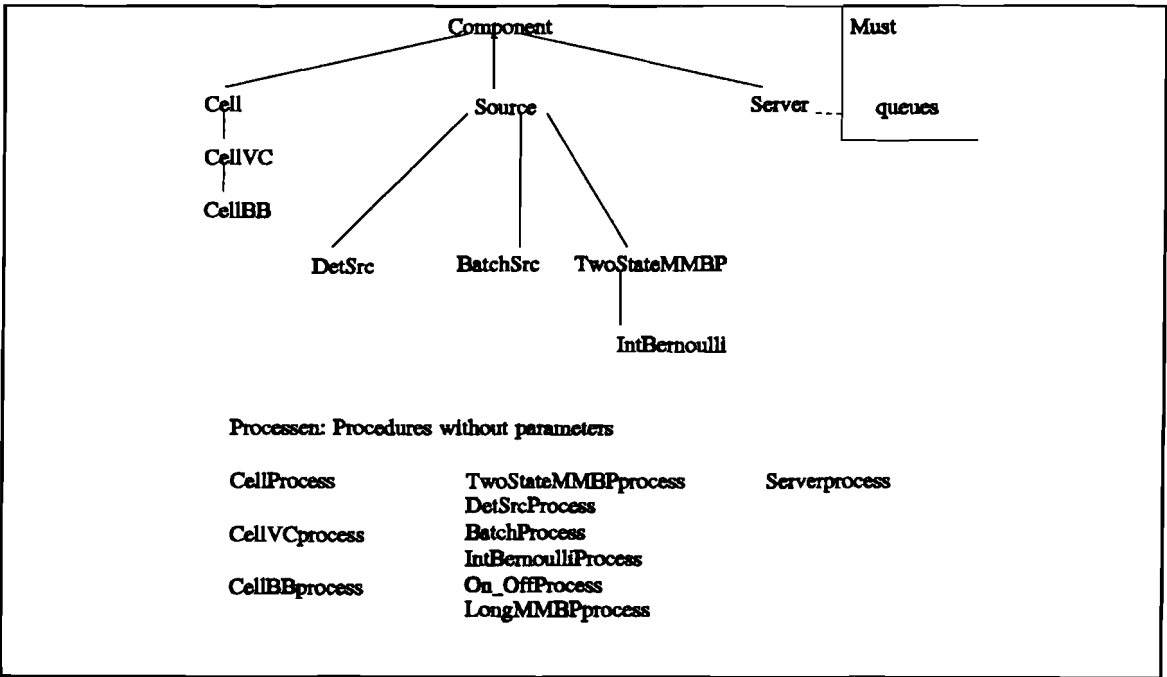 Component
Must
Cell
Source
Server
queues
CellVC
CellBB
DetSrc
BatchSrc
TwoStateMMBP
IntBernoulli
Processen: Procedures without parameters
CellProcess
TwoStateMMBPprocess
Serverprocess
DetSrcProcess
CellVCprocess
BatchProcess
IntBernoulliProcess
CellBBprocess
On_OffProcess
LongMMBPprocess